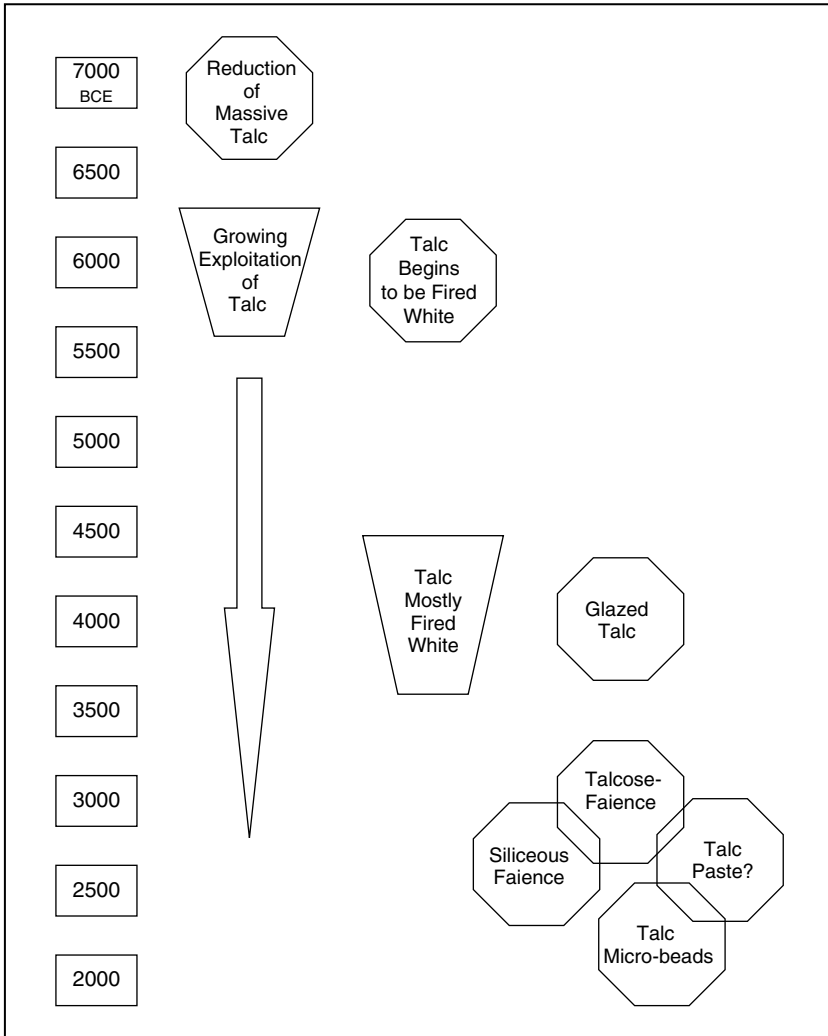 7000
BCE
Reduction
of
Massive
Talc
6500
Growing
Exploitation
of
Talc
Talc
Begins
to be Fired
White
6000
5500
5000
4500
Talc
Mostly
Fired
White
Glazed
Talc
4000
3500
Talcose-
Faience
3000
Siliceous
Faience
Talc
Paste?
2500
Talc
Micro-beads
2000